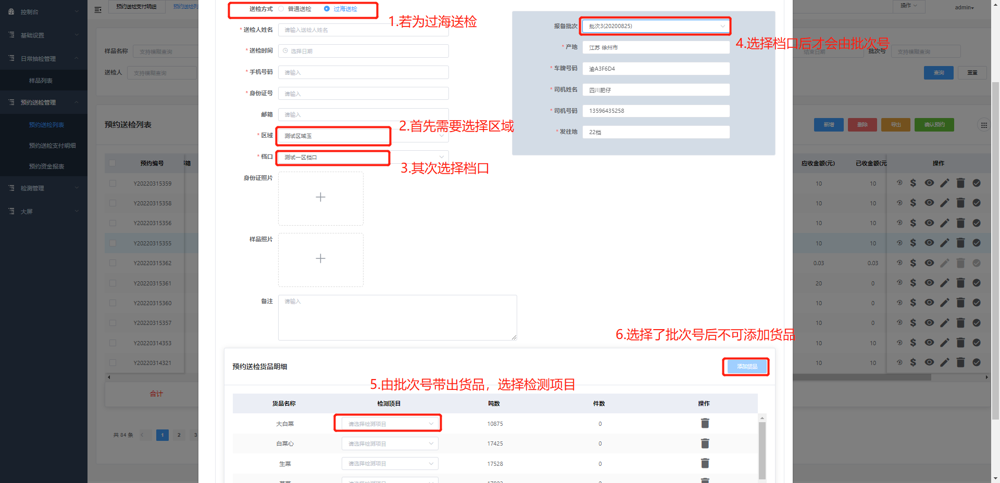 控制台
基础设置
日常抽检管理
样品列表
预约送检管理
预约送检列表
预约送检支付明细
预约资金报表
检测管理
大屏
预约送检支付明细
预约送检列
操作
admin
样品名称
支持模糊查询
送检人
支持模糊查询
结束日期
批次号
支持模糊查询
查询
重置
预约送检列表
新增
删除
导出
确认预约
预约编号
邮箱
应收金额(元)
已收金额(元
操作
Y20220315359
10
10
Y20220315358
10
10
Y20220315356
10
10
Y20220315355
10
10
Y20220315362
0.03
0.03
Y20220315361
20
0
Y20220315360
10
0
Y20220315357
10
0
Y20220314353
10
10
Y20220314321
10
10
合计
共 84 条
1
2
3
送检方式
普通送检
过海送检
1.若为过海送检
* 送检人姓名
请输入送检人姓名
* 送检时间
选择日期
* 手机号码
请输入
* 身份证号
请输入
邮箱
请输入
2.首先需要选择区域
* 区域
测试区域玉
* 档口
测试一区档口
3.其次选择档口
身份证照片
样品照片
备注
请输入
报备批次
批次3(20200825)
4.选择档口后才会由批次号
* 产地
江苏 徐州市
* 车牌号码
渝A3F6D4
* 司机姓名
四川肥仔
* 司机号码
13596435258
* 发往地
22档
6.选择了批次号后不可添加货品
预约送检货品明细
添加货品
5.由批次号带出货品，选择检测项目
货品名称
检测项目
吨数
件数
操作
大白菜
请选择检测项目
10875
0
白菜心
请选择检测项目
17425
0
生菜
请选择检测项目
17528
0